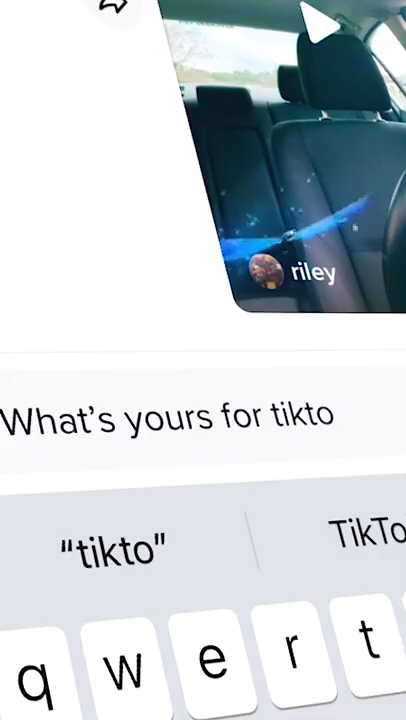 riley
What's yours for tikto
"tikto"
TikTo
q w e r t